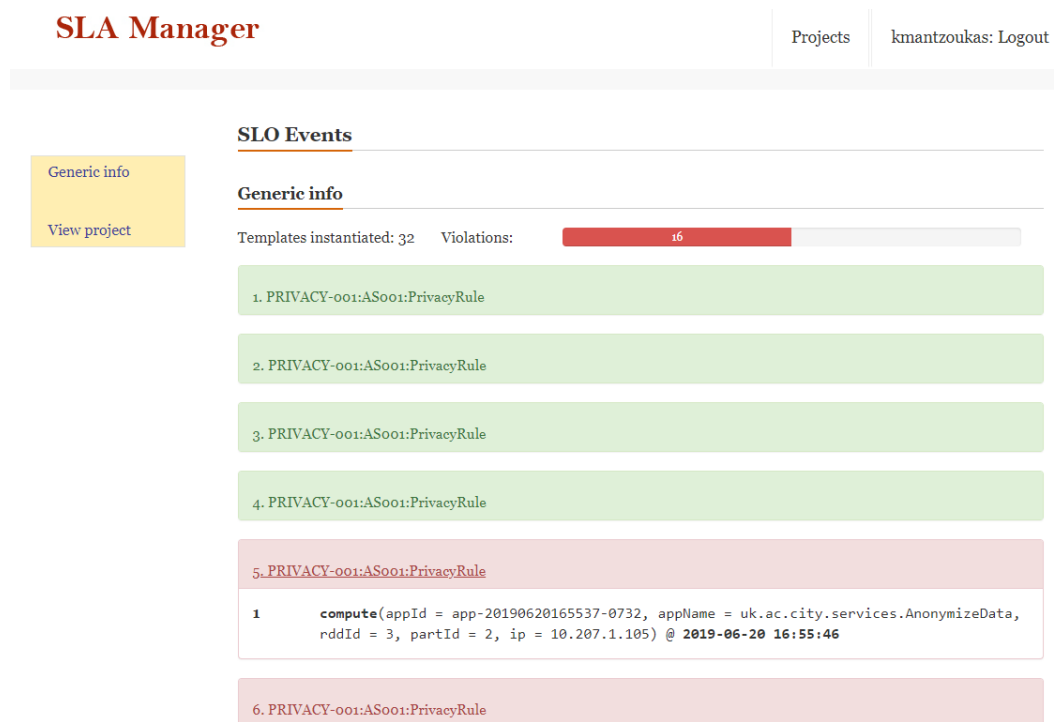 SLA Manager
Projects
kmantzoukas: Logout
SLO Events
Generic info
View project
Generic info
Templates instantiated: 32 Violations: 16
1. PRIVACY-001:AS001:PrivacyRule
2. PRIVACY-001:AS001:PrivacyRule
3. PRIVACY-001:AS001:PrivacyRule
4. PRIVACY-001:AS001:PrivacyRule
5. PRIVACY-001:AS001:PrivacyRule
1 compute(appId = app-20190620165537-0732, appName = uk.ac.city.services.AnonymizeData,
rddId = 3, partId = 2, ip = 10.207.1.105) @ 2019-06-20 16:55:46
6. PRIVACY-001:AS001:PrivacyRule